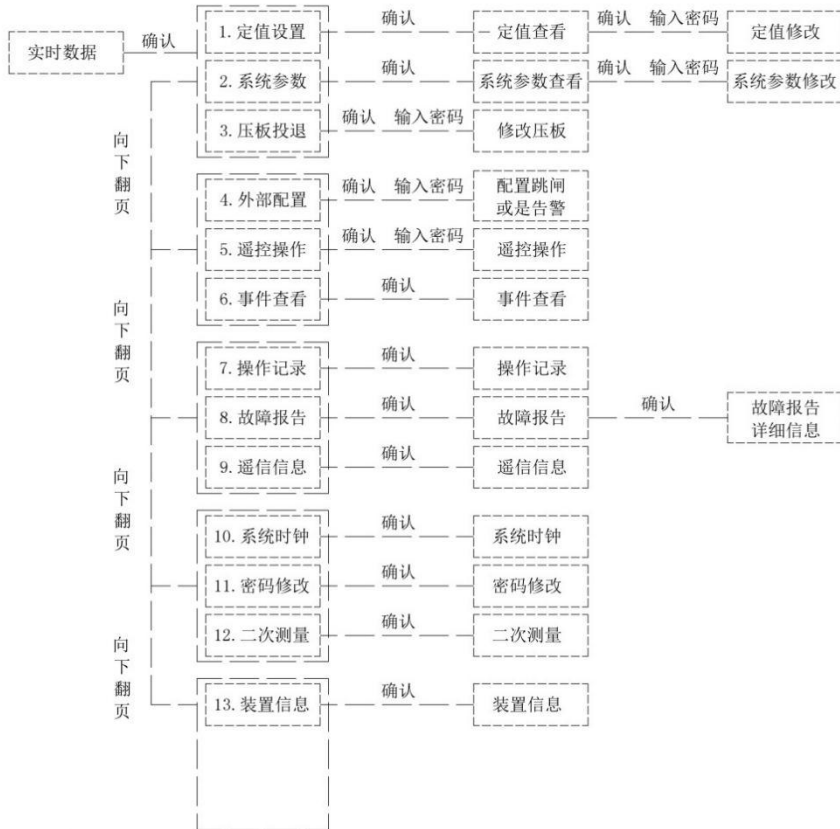 1.定值设置 确认 定值查看 确认 输入密码 定值修改
实时数据 确认
2.系统参数 确认 系统参数查看 确认 输入密码 系统参数修改
3.压板投退 确认 输入密码 修改压板
向下翻页
4.外部配置 确认 输入密码 配置跳闸
或是告警
5.遥控操作 确认 输入密码 遥控操作
6.事件查看 确认 事件查看
向下翻页
7.操作记录 确认 操作记录
8.故障报告 确认 故障报告 确认 故障报告
详细信息
9.遥信信息 确认 遥信信息
向下翻页
10.系统时钟 确认 系统时钟
11.密码修改 确认 密码修改
12.二次测量 确认 二次测量
向下翻页
13.装置信息 确认 装置信息